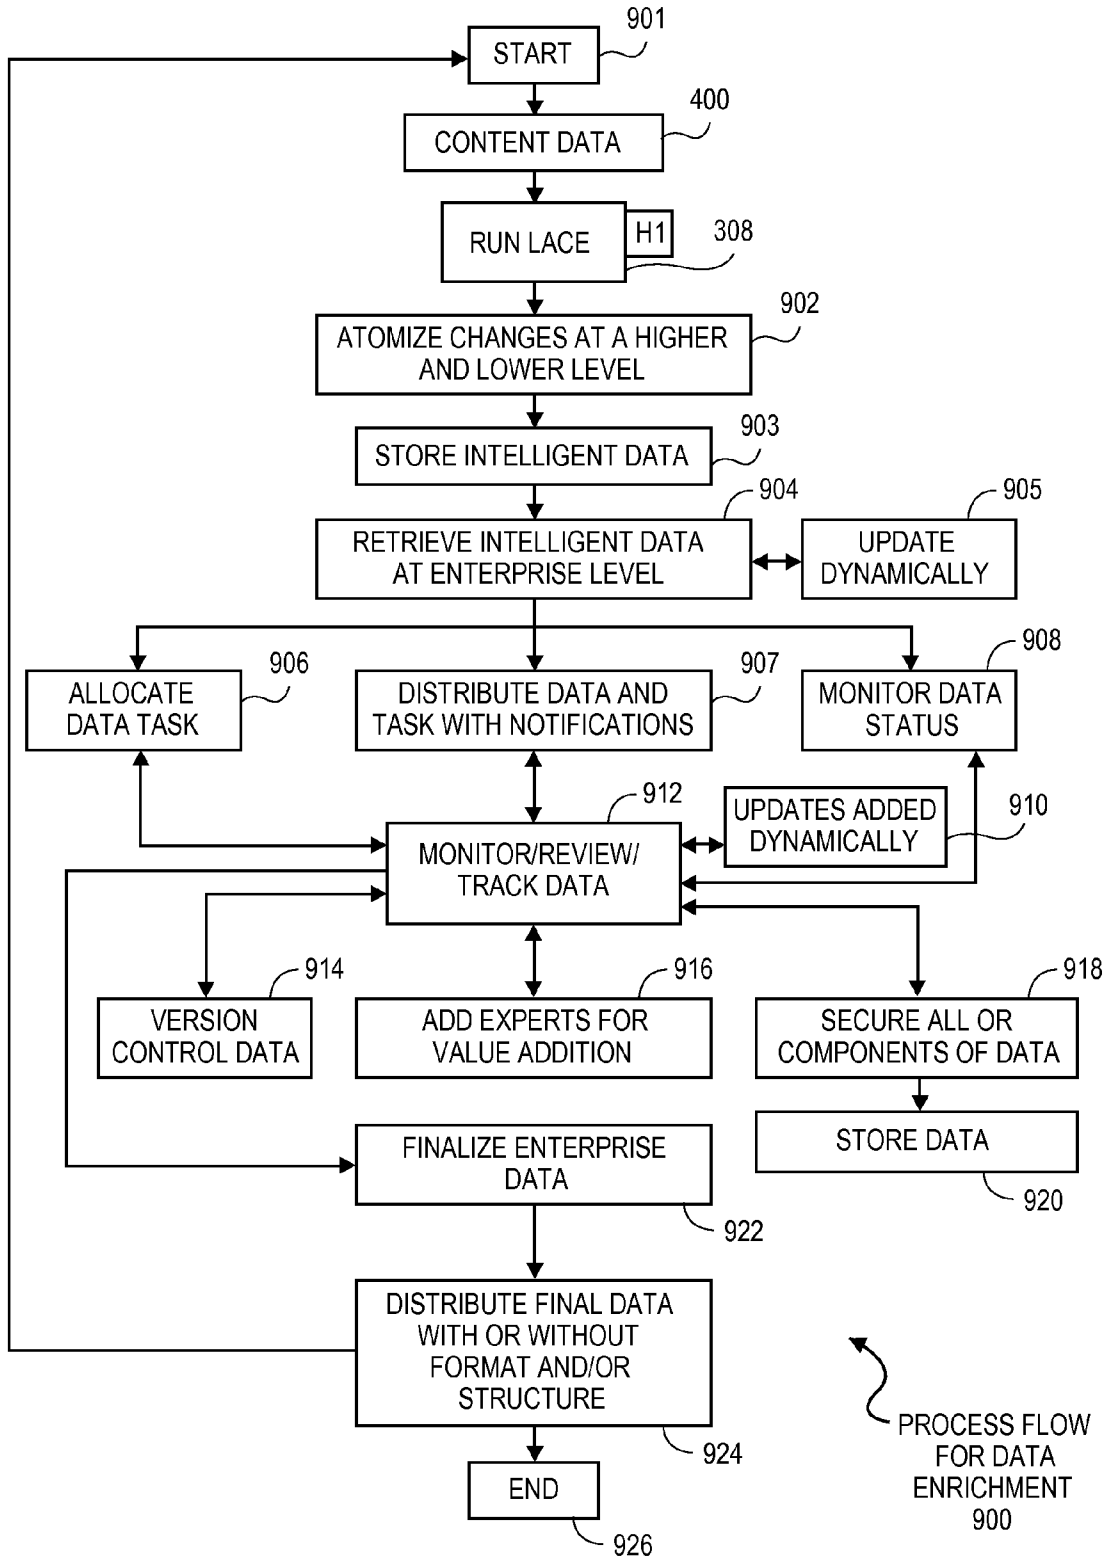 901
START
400
CONTENT DATA
RUN LACE
H1
308
902
ATOMIZE CHANGES AT A HIGHER
AND LOWER LEVEL
903
STORE INTELLIGENT DATA
904
RETRIEVE INTELLIGENT DATA
AT ENTERPRISE LEVEL
905
UPDATE
DYNAMICALLY
906
ALLOCATE
DATA TASK
907
DISTRIBUTE DATA AND
TASK WITH NOTIFICATIONS
908
MONITOR DATA
STATUS
912
MONITOR/REVIEW/
TRACK DATA
UPDATES ADDED
DYNAMICALLY
910
914
VERSION
CONTROL DATA
916
ADD EXPERTS FOR
VALUE ADDITION
918
SECURE ALL OR
COMPONENTS OF DATA
STORE DATA
920
FINALIZE ENTERPRISE
DATA
922
DISTRIBUTE FINAL DATA
WITH OR WITHOUT
FORMAT AND/OR
STRUCTURE
924
END
926
PROCESS FLOW
FOR DATA
ENRICHMENT
900